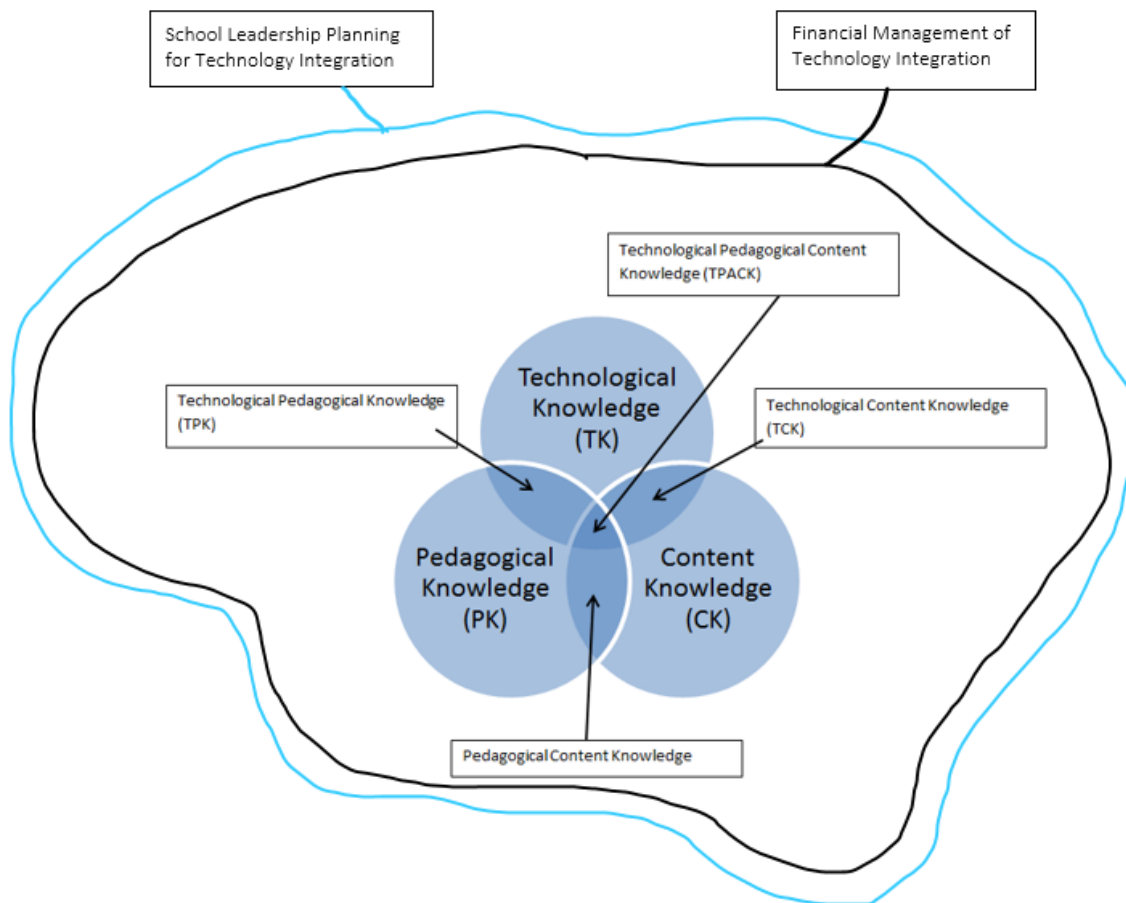 School Leadership Planning
for Technology Integration
Financial Management of
Technology Integration
Technological Pedagogical Content
Knowledge (TPACK)
Technological Pedagogical Knowledge
(TPK)
Technological Content Knowledge
(TCK)
Technological
Knowledge
(TK)
Pedagogical
Knowledge
(PK)
Content
Knowledge
(CK)
Pedagogical Content Knowledge